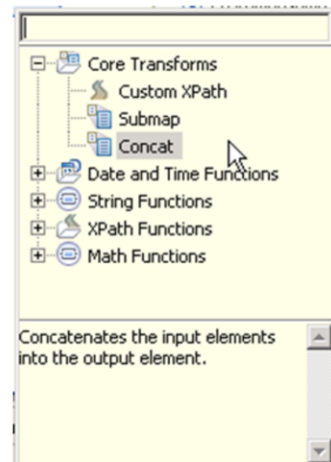 Core Transforms
Custom XPath
Submap
Concat
Date and Time Functions
String Functions
XPath Functions
Math Functions
Concatenates the input elements
into the output element.